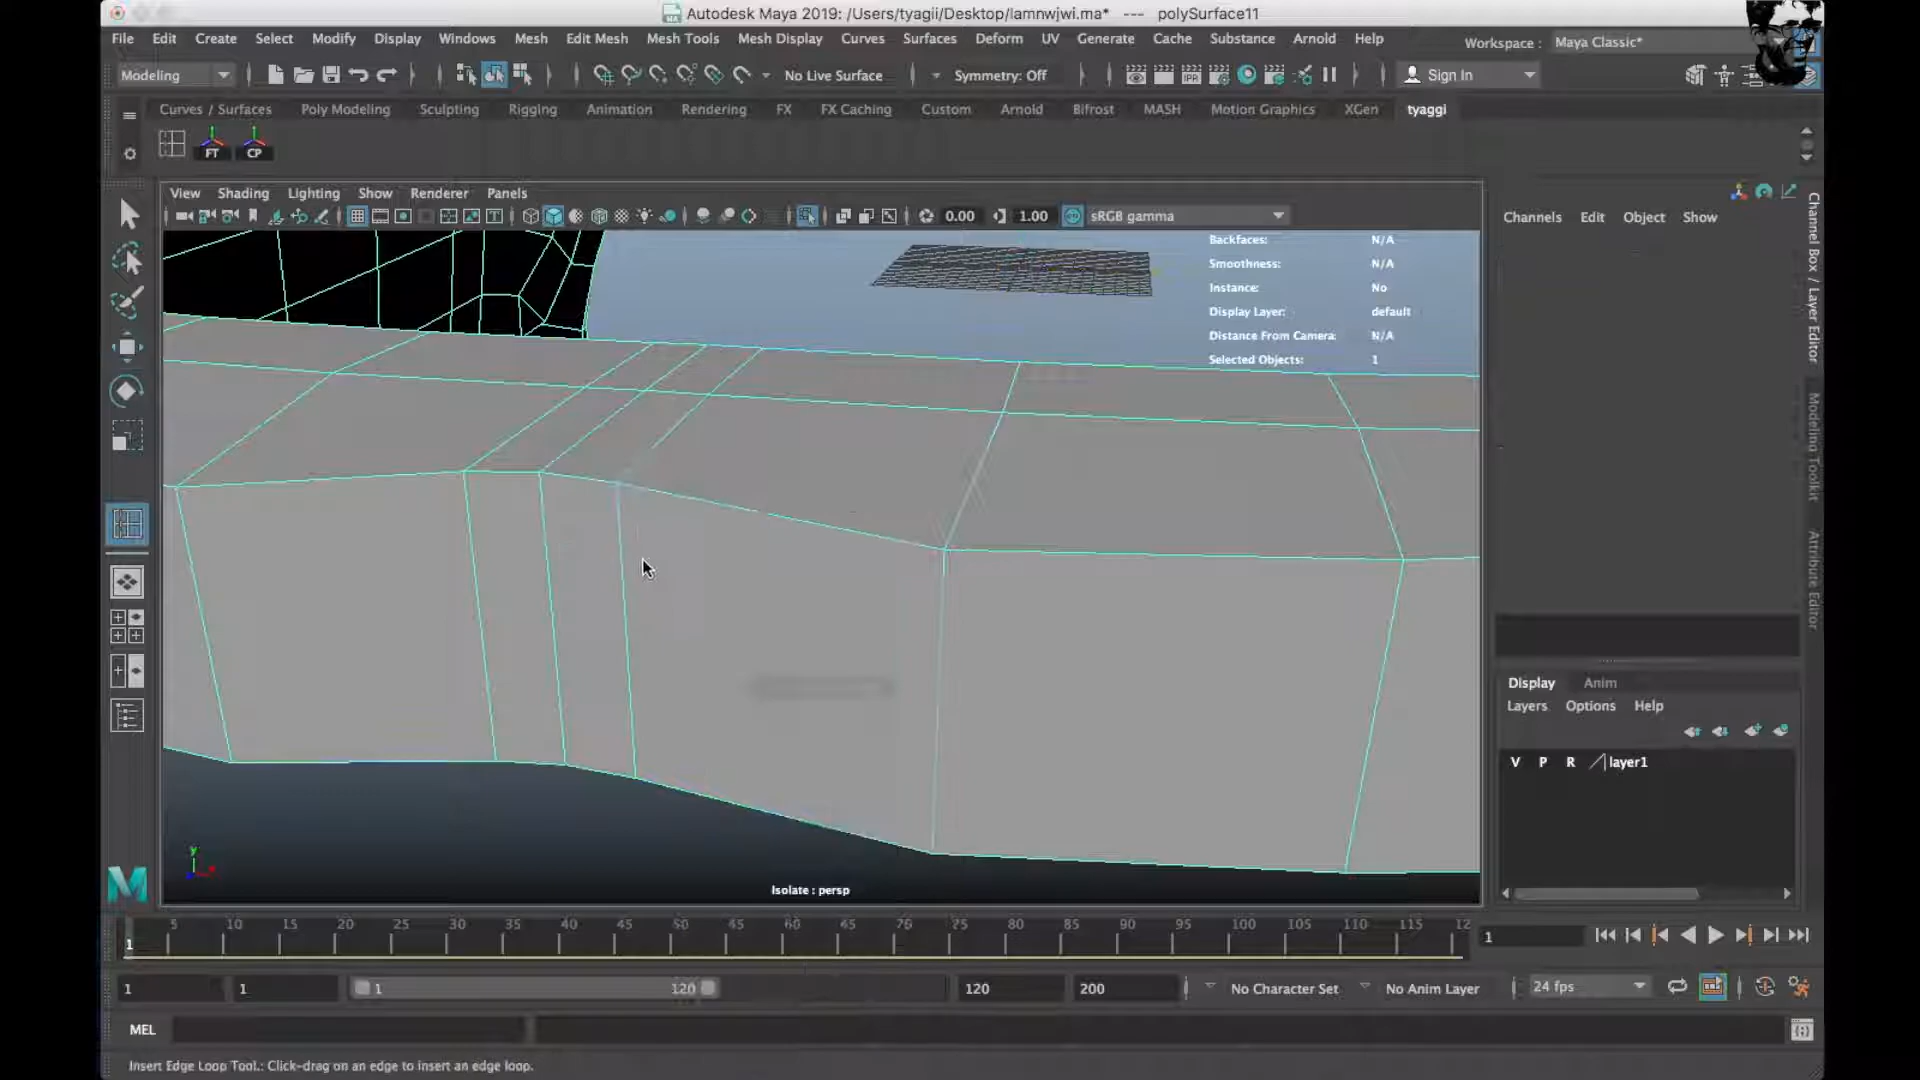 Autodesk Maya 2019: /Users/tyagii/Desktop/lamnwjwi.ma* --- polySurface11
File Edit Create Select Modify Display Windows Mesh Edit Mesh Mesh Tools Mesh Display Curves Surfaces Deform UV Generate Cache Substance Arnold Help Workspace : Maya Classic*
Modeling No Live Surface Symmetry: Off IPR Sign In
Curves / Surfaces Poly Modeling Sculpting Rigging Animation Rendering FX FX Caching Custom Arnold Bifrost MASH Motion Graphics XGen tyaggi
FT CP
View Shading Lighting Show Renderer Panels
0.00 1.00 sRGB gamma
Channels Edit Object Show
Backfaces: N/A
Smoothness: N/A
Instance: No
Display Layer: default
Distance From Camera: N/A
Selected Objects: 1
Channel Box / Layer Editor
Modeling Toolkit
Attribute Editor
Display Anim
Layers Options Help
V P R layer1
y
Isolate : persp
5 10 15 20 25 30 35 40 45 50 55 60 65 70 75 80 85 90 95 100 105 110 115 12
1 1
1 1 1 120 120 200 No Character Set No Anim Layer 24 fps
MEL
Insert Edge Loop Tool.: Click-drag on an edge to insert an edge loop.